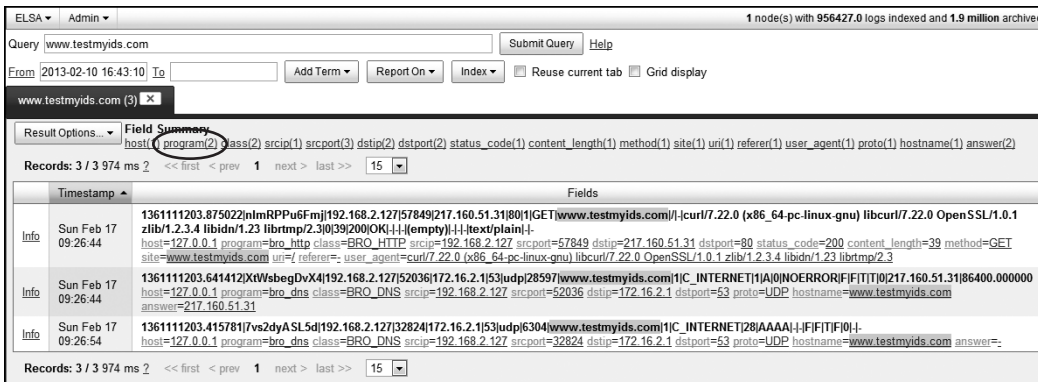 ELSA Admin 1 node(s) with 956427.0 logs indexed and 1.9 million archive
Query www.testmyids.com Submit Query Help
From 2013-02-10 16:43:10 To Add Term Report On Index Reuse current tab Grid display
www.testmyids.com (3) X
Result Options... Field Summary
host(1) program(2) class(2) srcip(1) srcport(3) dstip(2) dstport(2) status_code(1) content_length(1) method(1) site(1) uri(1) referer(1) user_agent(1) proto(1) hostname(1) answer(2)
Records: 3 / 3 974 ms ? << first < prev 1 next > last >> 15
Timestamp Fields
1361111203.875022|nlmRPPu6Fmj|192.168.2.127|57849|217.160.51.31|80|1|GET|www.testmyids.com|/|-|curl/7.22.0 (x86_64-pc-linux-gnu) libcurl/7.22.0 OpenSSL/1.0.1
zlib/1.2.3.4 libidn/1.23 librtmp/2.3|0|39|200|OK|-|-|-|(empty)|-|-|-|text/plain|-|-
Info Sun Feb 17 09:26:44 host=127.0.0.1 program=bro_http class=BRO_HTTP srcip=192.168.2.127 srcport=57849 dstip=217.160.51.31 dstport=80 status_code=200 content_length=39 method=GET
site=www.testmyids.com uri=/ referer=- user_agent=curl/7.22.0 (x86_64-pc-linux-gnu) libcurl/7.22.0 OpenSSL/1.0.1 zlib/1.2.3.4 libidn/1.23 librtmp/2.3
1361111203.641412|XtWsbegDvX4|192.168.2.127|52036|172.16.2.1|53|udp|28597|www.testmyids.com|1|C_INTERNET|1|A|0|NOERROR|F|F|T|T|0|217.160.51.31|86400.000000
Info Sun Feb 17 09:26:44 host=127.0.0.1 program=bro_dns class=BRO_DNS srcip=192.168.2.127 srcport=52036 dstip=172.16.2.1 dstport=53 proto=UDP hostname=www.testmyids.com
answer=217.160.51.31
1361111203.415781|7vs2dyASL5d|192.168.2.127|32824|172.16.2.1|53|udp|6304|www.testmyids.com|1|C_INTERNET|28|AAAA|-|-|F|F|T|F|0|-|-
Info Sun Feb 17 09:26:54 host=127.0.0.1 program=bro_dns class=BRO_DNS srcip=192.168.2.127 srcport=32824 dstip=172.16.2.1 dstport=53 proto=UDP hostname=www.testmyids.com answer=-
Records: 3 / 3 974 ms ? << first < prev 1 next > last >> 15